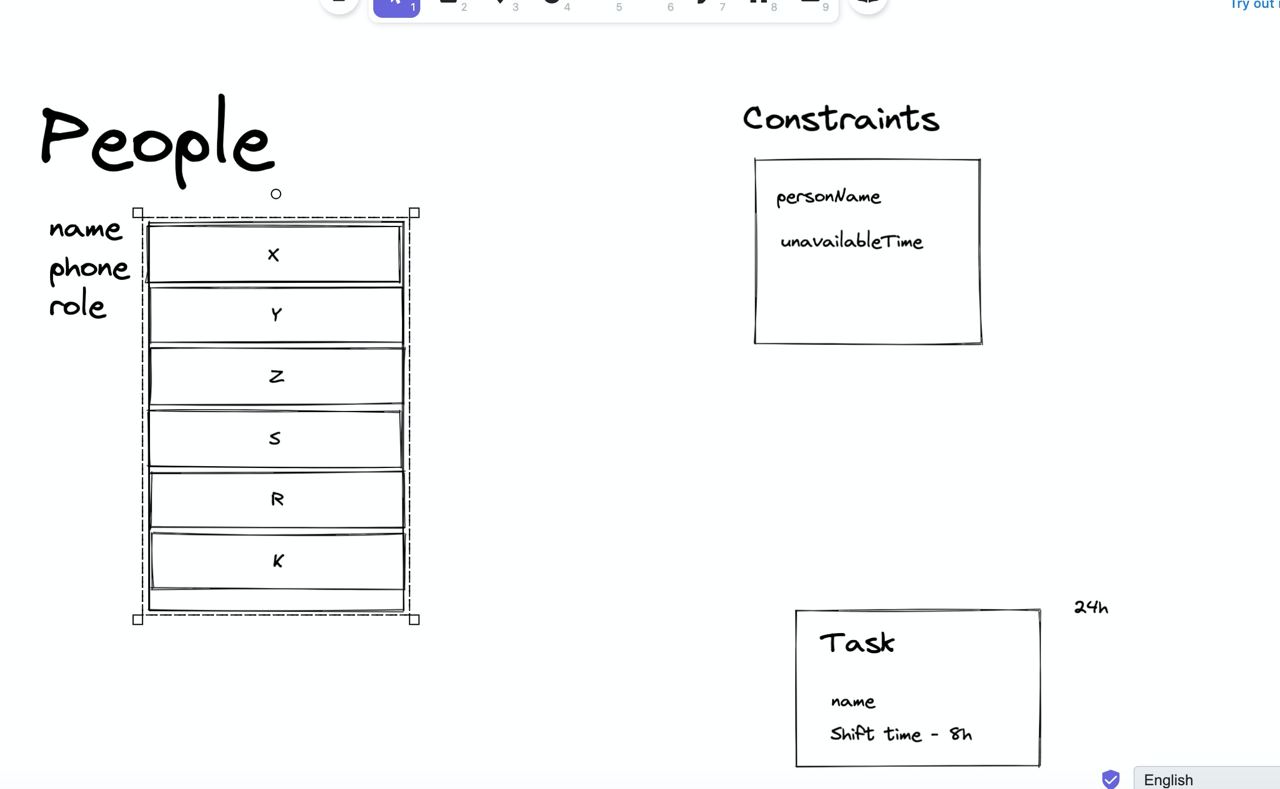 1
2
3
4
5
6
7
8
9
Try out
People
name
phone
role
X
Y
Z
S
R
K
Constraints
personName
unavailableTime
24h
Task
name
Shift time - 8h
English